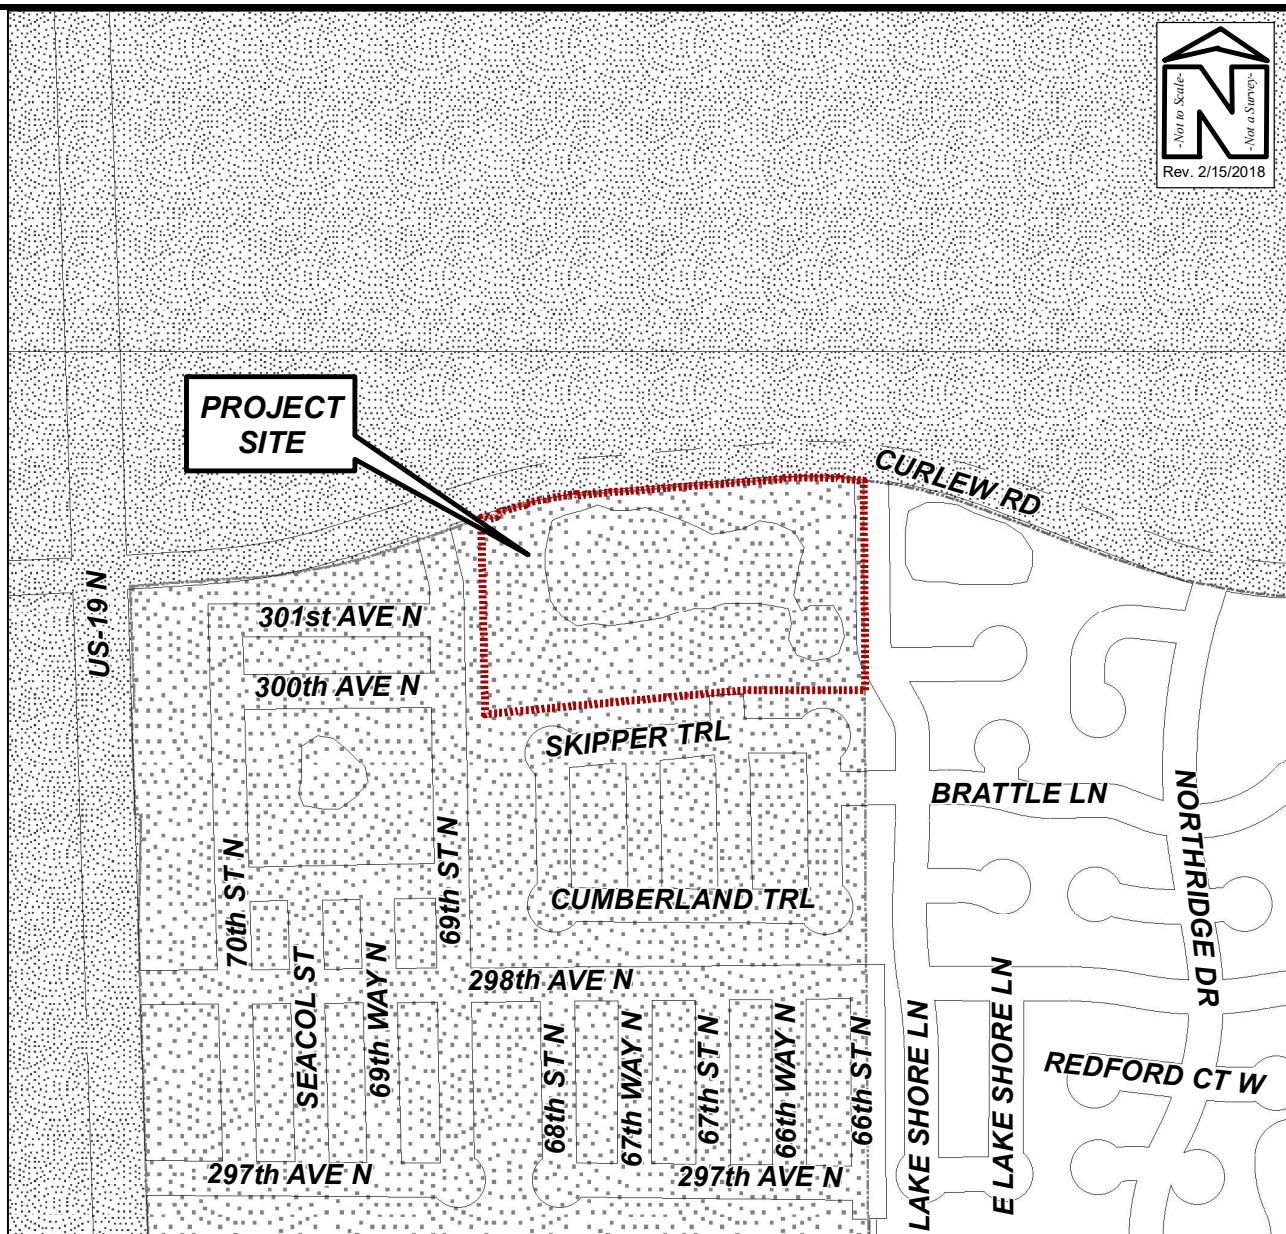 -Not to Scale-
N
-Not a Survey-
Rev. 2/15/2018
PROJECT
SITE
CURLEW RD
US-19 N
301st AVE N
300th AVE N
SKIPPER TRL
BRATTLE LN
NORTHRIDGE DR
70th ST N
69th ST N
CUMBERLAND TRL
SEACOL ST
69th WAY N
298th AVE N
68th ST N
67th WAY N
67th ST N
66th WAY N
66th ST N
LAKE SHORE LN
E LAKE SHORE LN
REDFORD CT W
297th AVE N
297th AVE N